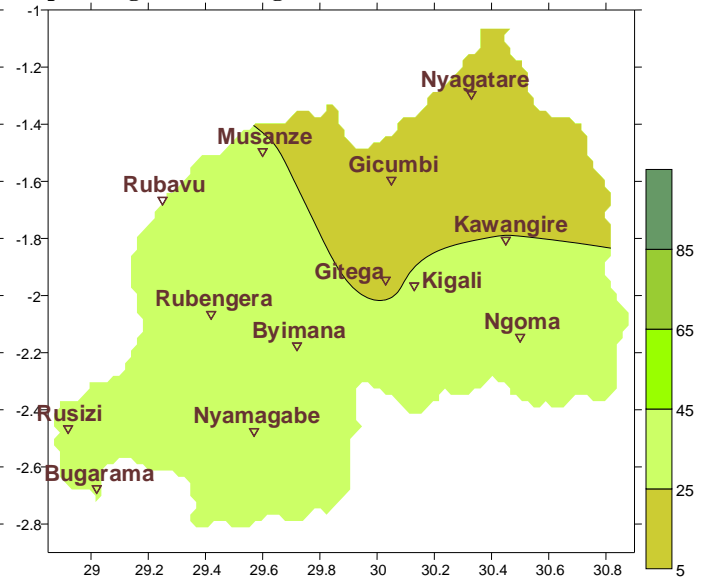 -1
-1.2
Nyagatare
-1.4
Musanze
Gicumbi
-1.6
Rubavu
Kawangire
-1.8
85
Gitega
Kigali
-2
Rubengera
Ngoma
Byimana
65
-2.2
-2.4
Rusizi
Nyamagabe
45
-2.6
Bugarama
25
-2.8
5
29 29.2 29.4 29.6 29.8 30 30.2 30.4 30.6 30.8